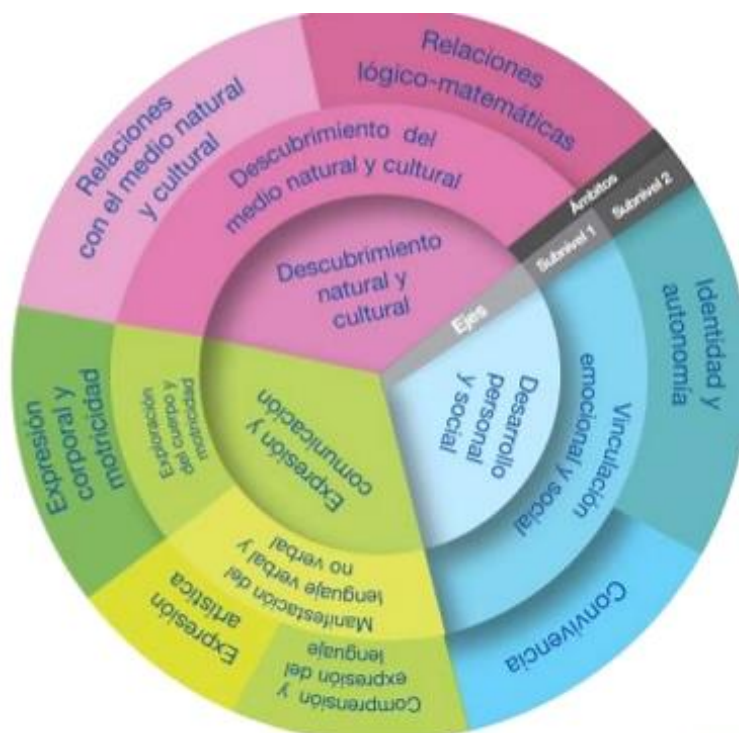 Relaciones
lógico-matemáticas
Relaciones
con el medio natural
y cultural
Descubrimiento del
medio natural y cultural
Descubrimiento
natural y
cultural
Ámbitos
Subnivel 2
Subnivel 1
Ejes
Identidad y
autonomía
Vinculación
emocional y social
Desarrollo
personal
y social
Convivencia
Expresión y
comunicación
Exploración
del cuerpo y
motricidad
Expresión
corporal y
motricidad
Manifestación del
lenguaje verbal y
no verbal
Expresión
artística
Comprensión y
expresión del
lenguaje